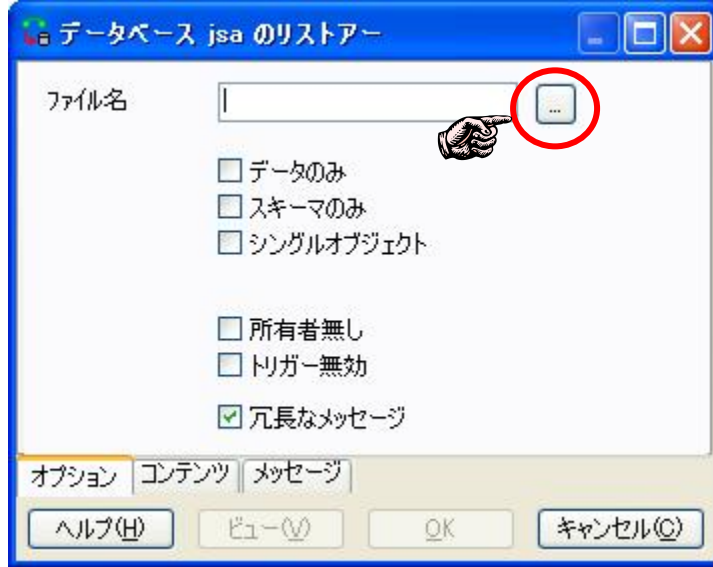 データベース jsa のリストアー
ファイル名
...
データのみ
スキーマのみ
シングルオブジェクト
所有者無し
トリガー無効
冗長なメッセージ
オプション コンテンツ メッセージ
ヘルプ(H) ビュー(V) OK キャンセル(C)